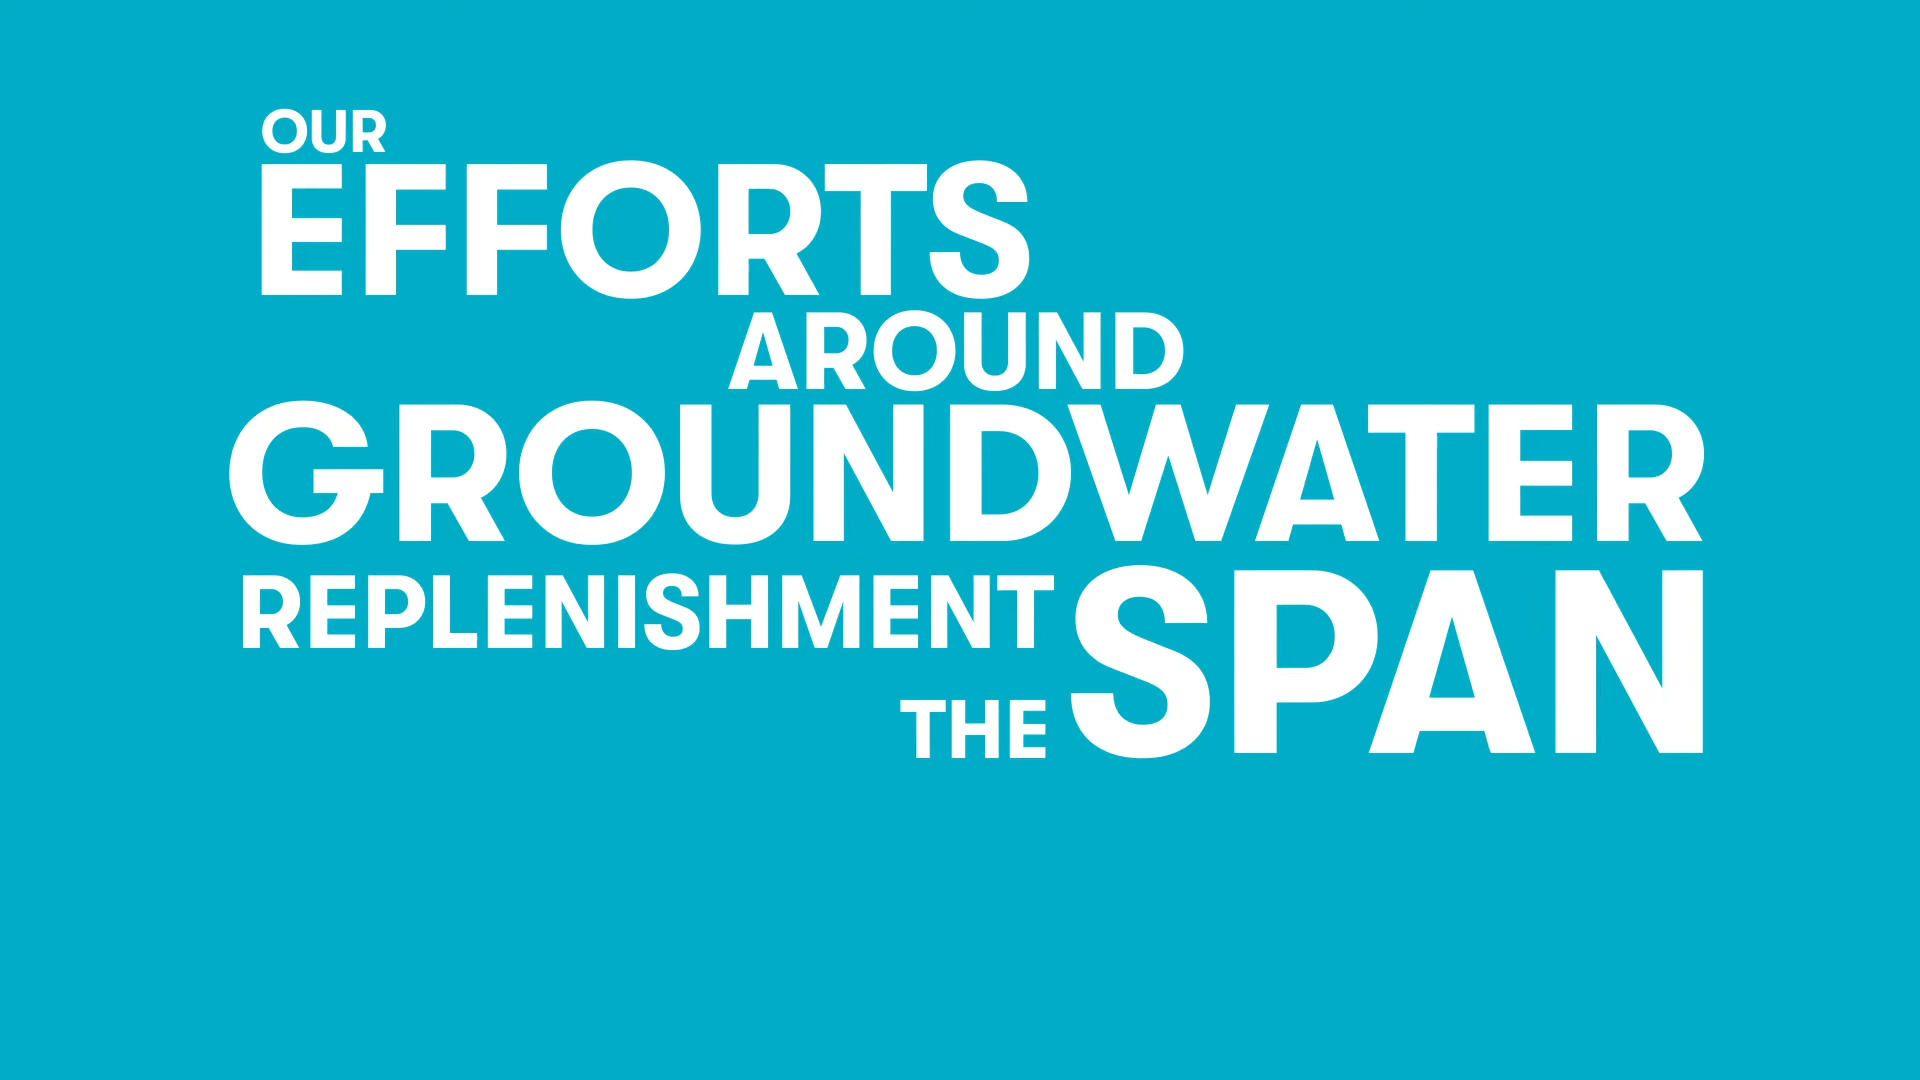 OUR
EFFORTS
AROUND
GROUNDWATER
REPLENISHMENT
THE SPAN